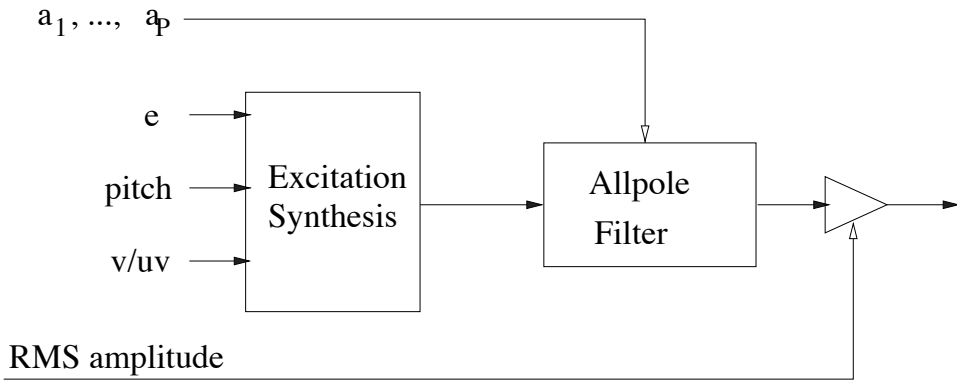 a1, ..., aP
e
pitch
v/uv
Excitation
Synthesis
Allpole
Filter
RMS amplitude